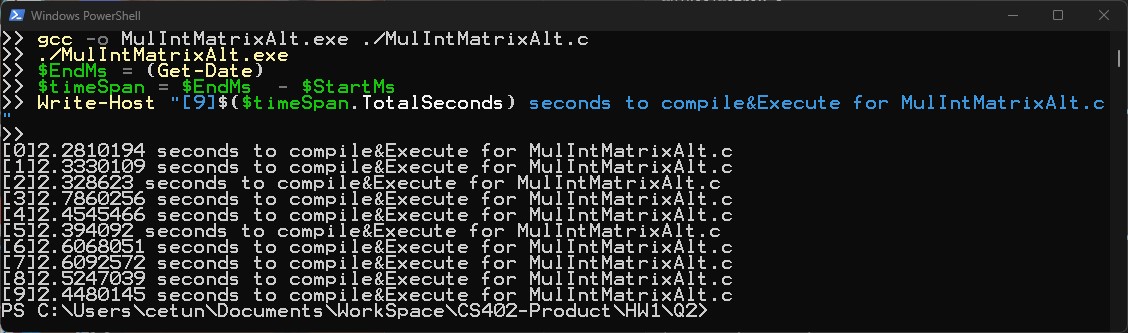 Windows PowerShell
>> gcc -o MulIntMatrixAlt.exe ./MulIntMatrixAlt.c
>> ./MulIntMatrixAlt.exe
>> $EndMs = (Get-Date)
>> $timeSpan = $EndMs  - $StartMs
>> Write-Host "[9]$($timeSpan.TotalSeconds) seconds to compile&Execute for MulIntMatrixAlt.c
"
>>
[0]2.2810194 seconds to compile&Execute for MulIntMatrixAlt.c
[1]2.3330109 seconds to compile&Execute for MulIntMatrixAlt.c
[2]2.328623 seconds to compile&Execute for MulIntMatrixAlt.c
[3]2.7860256 seconds to compile&Execute for MulIntMatrixAlt.c
[4]2.4545466 seconds to compile&Execute for MulIntMatrixAlt.c
[5]2.394092 seconds to compile&Execute for MulIntMatrixAlt.c
[6]2.6068051 seconds to compile&Execute for MulIntMatrixAlt.c
[7]2.6092572 seconds to compile&Execute for MulIntMatrixAlt.c
[8]2.5247039 seconds to compile&Execute for MulIntMatrixAlt.c
[9]2.4480145 seconds to compile&Execute for MulIntMatrixAlt.c
PS C:\Users\cetun\Documents\WorkSpace\CS402-Product\HW1\Q2>